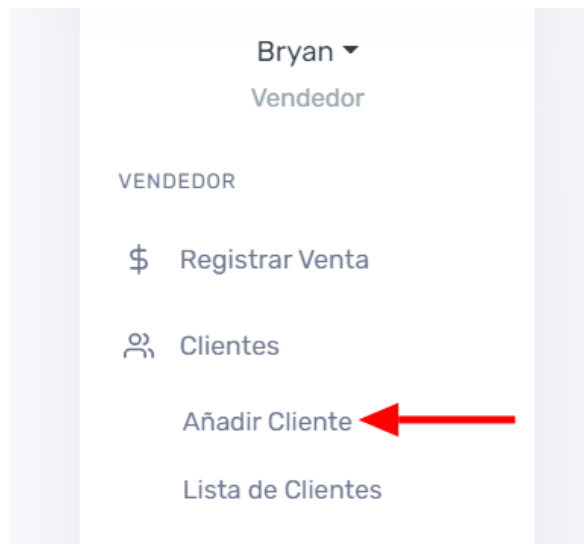 Bryan
Vendedor
VENDEDOR
$ Registrar Venta
Clientes
Añadir Cliente
Lista de Clientes